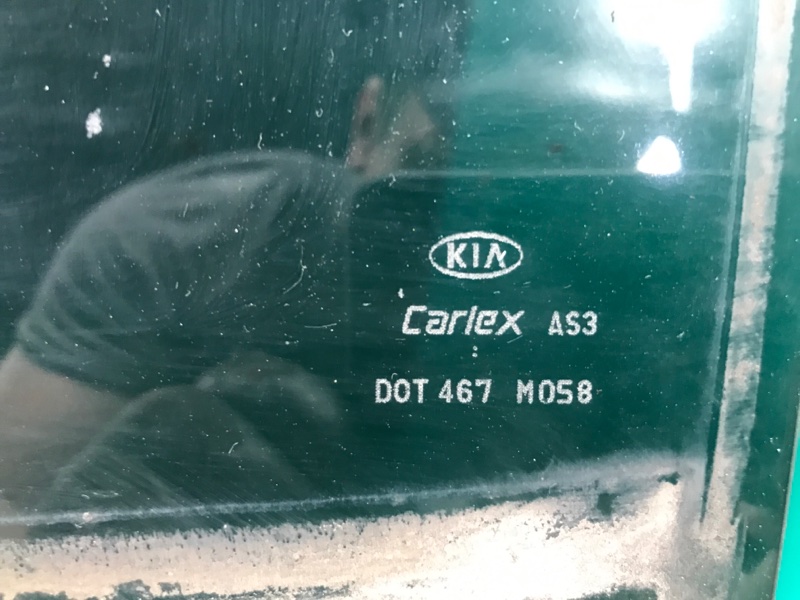 KIA
Carlex AS3
:
DOT 467 M058